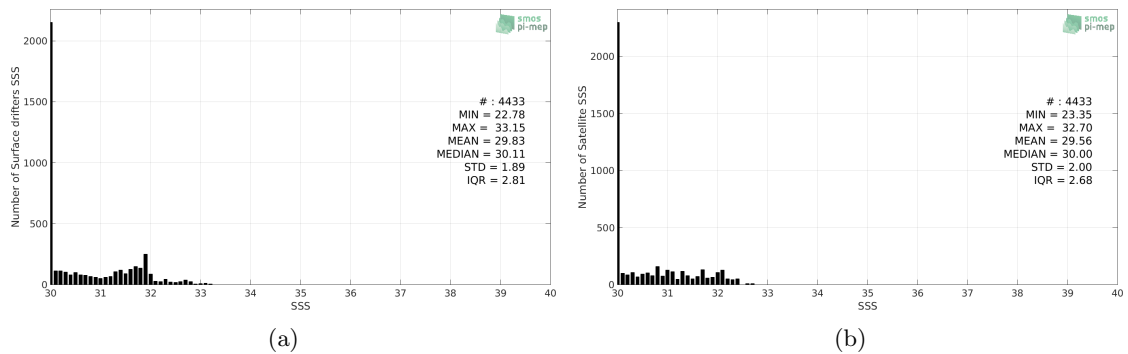 Number of Surface drifters SSS
2000
1500
1000
500
0
30 31 32 33 34 35 36 37 38 39 40
SSS
smos
pi-mep
# : 4433
MIN = 22.78
MAX = 33.15
MEAN = 29.83
MEDIAN = 30.11
STD = 1.89
IQR = 2.81
(a)
Number of Satellite SSS
2000
1500
1000
500
0
30 31 32 33 34 35 36 37 38 39 40
SSS
smos
pi-mep
# : 4433
MIN = 23.35
MAX = 32.70
MEAN = 29.56
MEDIAN = 30.00
STD = 2.00
IQR = 2.68
(b)